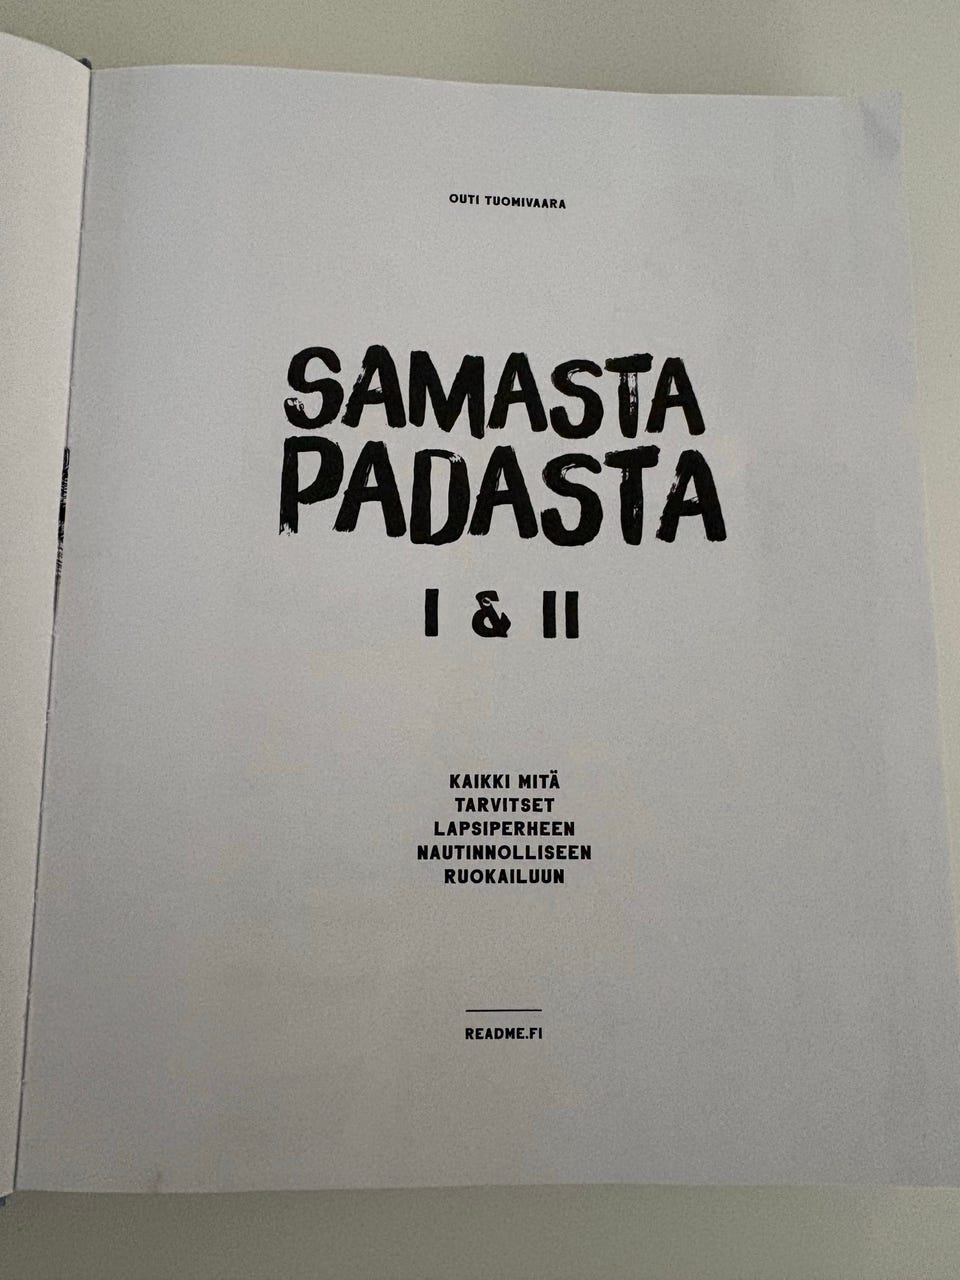 OUTI TUOMIVAARA
SAMASTA
PADASTA
I & II
KAIKKI MITÄ
TARVITSET
LAPSIPERHEEN
NAUTINNOLLISEEN
RUOKAILUUN
README.FI